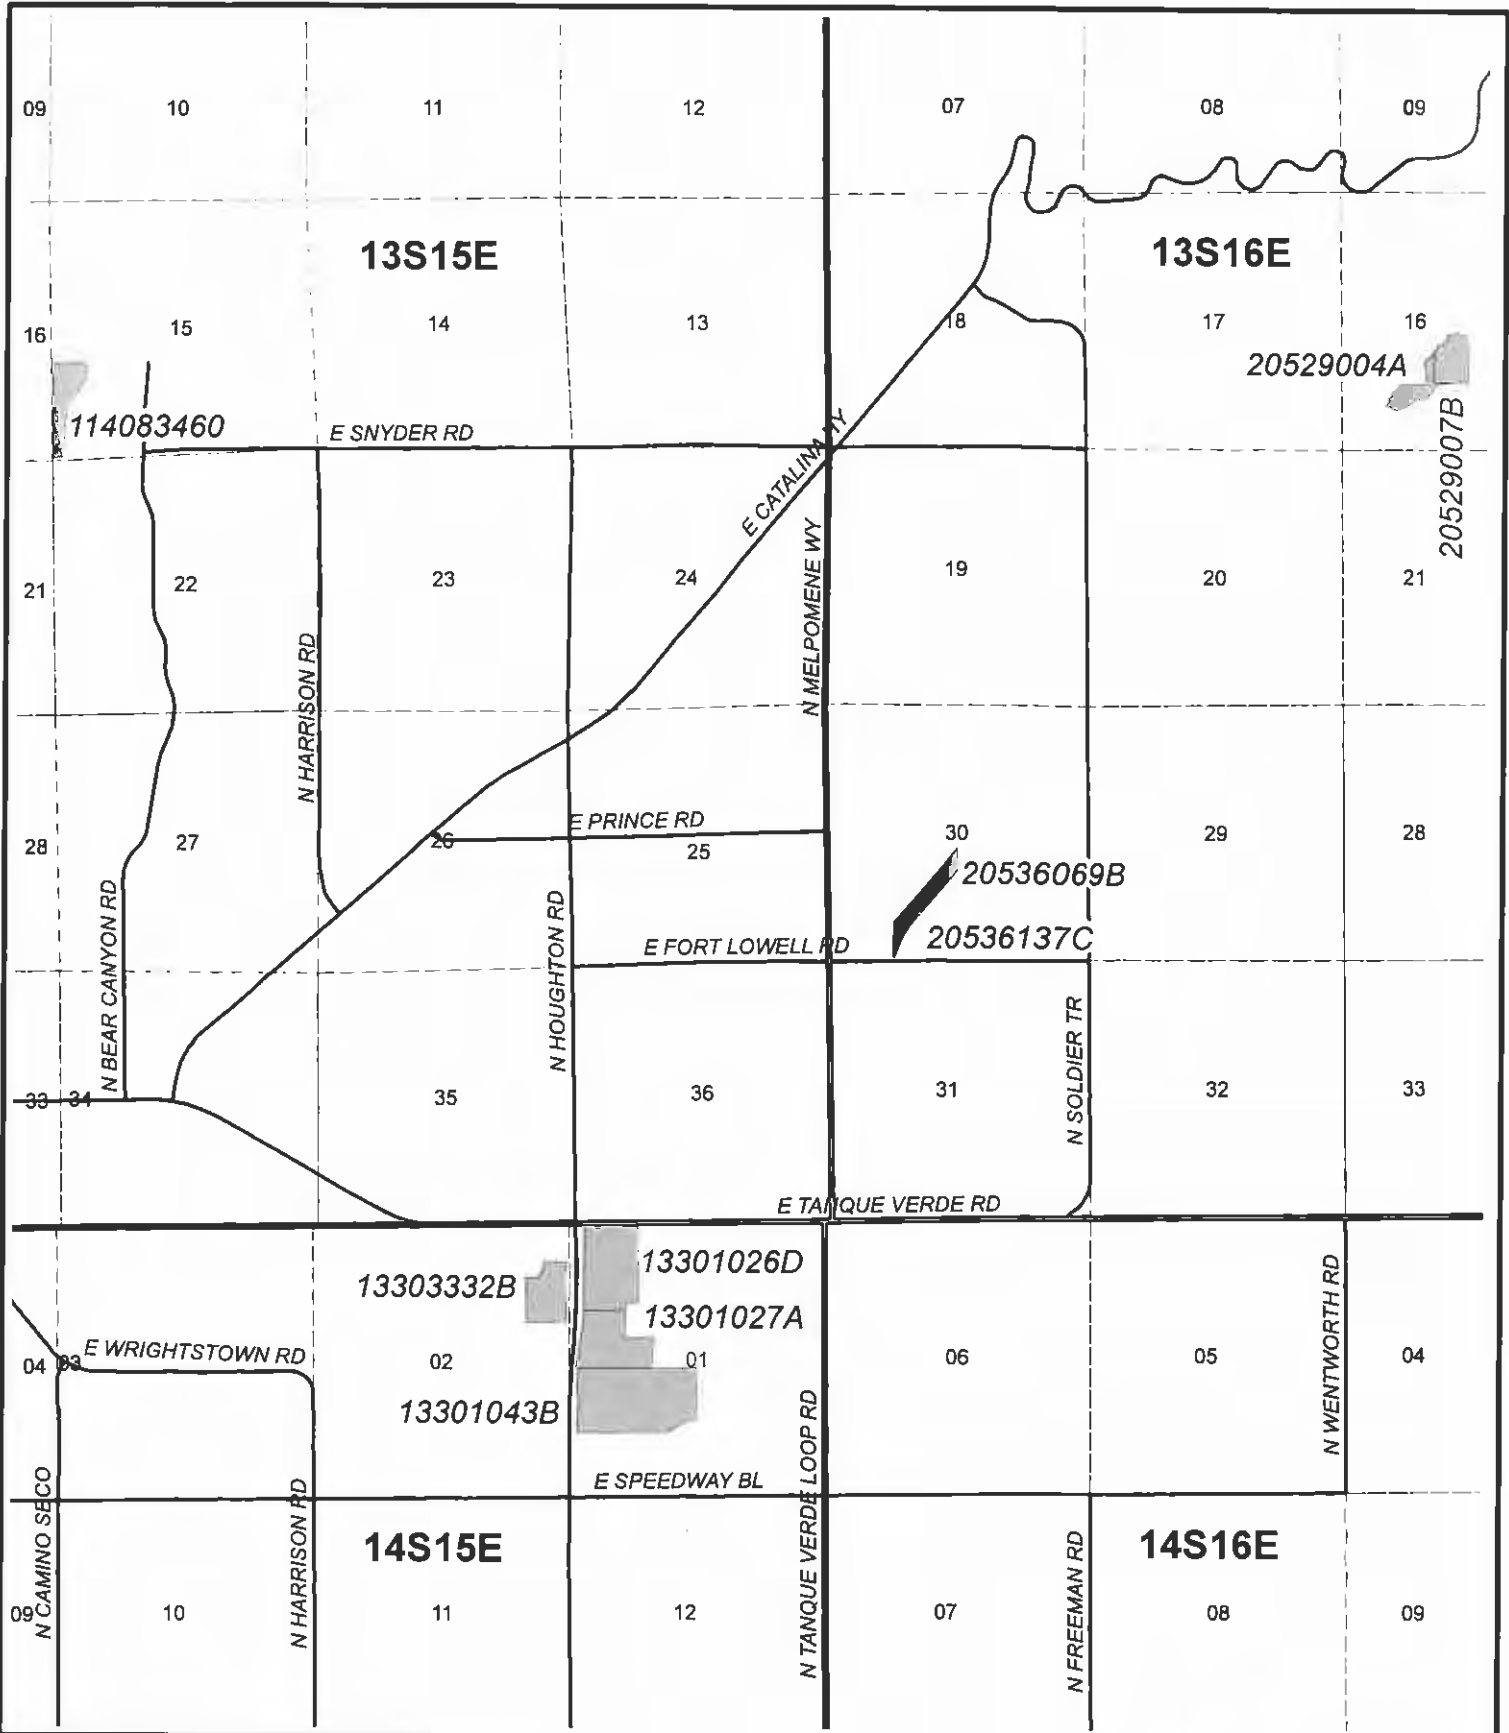 09
10
11
12
07
08
09
13S15E
13S16E
16
15
14
13
18
17
16
20529004A
114083460
E SNYDER RD
20529007B
E CATALINA HY
N MELPOMENE WY
21
22
23
24
19
20
21
N HARRISON RD
E PRINCE RD
28
27
26
25
30
29
28
20536069B
N BEAR CANYON RD
N HOUGHTON RD
E FORT LOWELL RD
20536137C
N SOLDIER TR
33
34
35
36
31
32
33
E TANQUE VERDE RD
13301026D
13303332B
13301027A
N WENTWORTH RD
E WRIGHTSTOWN RD
04
03
02
01
06
05
04
13301043B
N TANQUE VERDE LOOP RD
E SPEEDWAY BL
N CAMINO SECO
N HARRISON RD
14S15E
14S16E
N FREEMAN RD
09
10
11
12
07
08
09